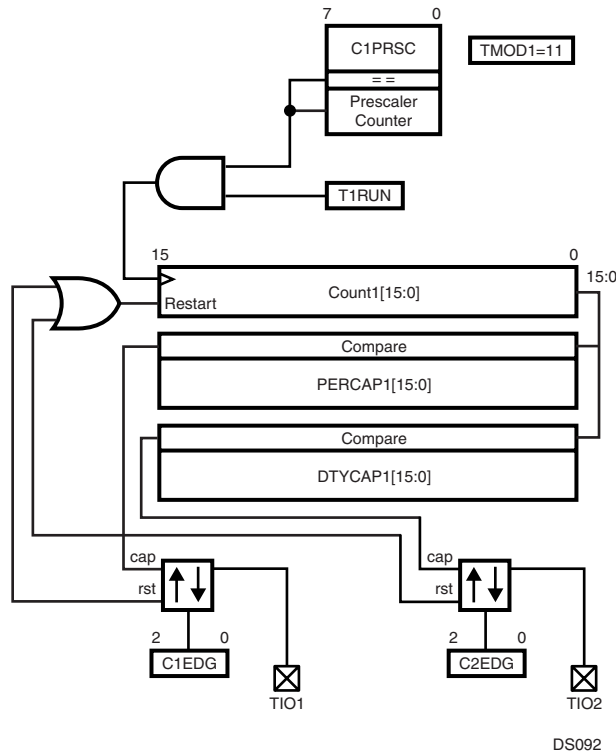 7 0
C1PRSC
TMOD1=11
= =
Prescaler
Counter
T1RUN
15 0
15:0
Count1[15:0]
Restart
Compare
PERCAP1[15:0]
Compare
DTYCAP1[15:0]
cap cap
rst rst
2 0 2 0
C1EDG C2EDG
TIO1 TIO2
DS092